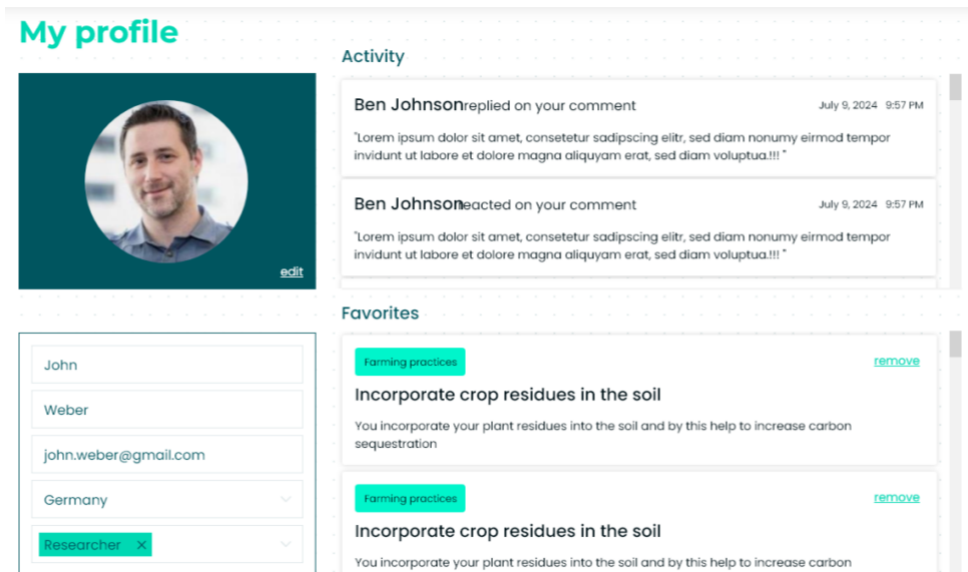 My profile
edit
John
Weber
john.weber@gmail.com
Germany
Researcher ×
Activity
Ben Johnson replied on your comment July 9, 2024 9:57 PM
"Lorem ipsum dolor sit amet, consetetur sadipscing elitr, sed diam nonumy eirmod tempor
invidunt ut labore et dolore magna aliquyam erat, sed diam voluptua.!!! "
Ben Johnson reacted on your comment July 9, 2024 9:57 PM
"Lorem ipsum dolor sit amet, consetetur sadipscing elitr, sed diam nonumy eirmod tempor
invidunt ut labore et dolore magna aliquyam erat, sed diam voluptua.!!! "
Favorites
Farming practices remove
Incorporate crop residues in the soil
You incorporate your plant residues into the soil and by this help to increase carbon
sequestration
Farming practices remove
Incorporate crop residues in the soil
You incorporate your plant residues into the soil and by this help to increase carbon